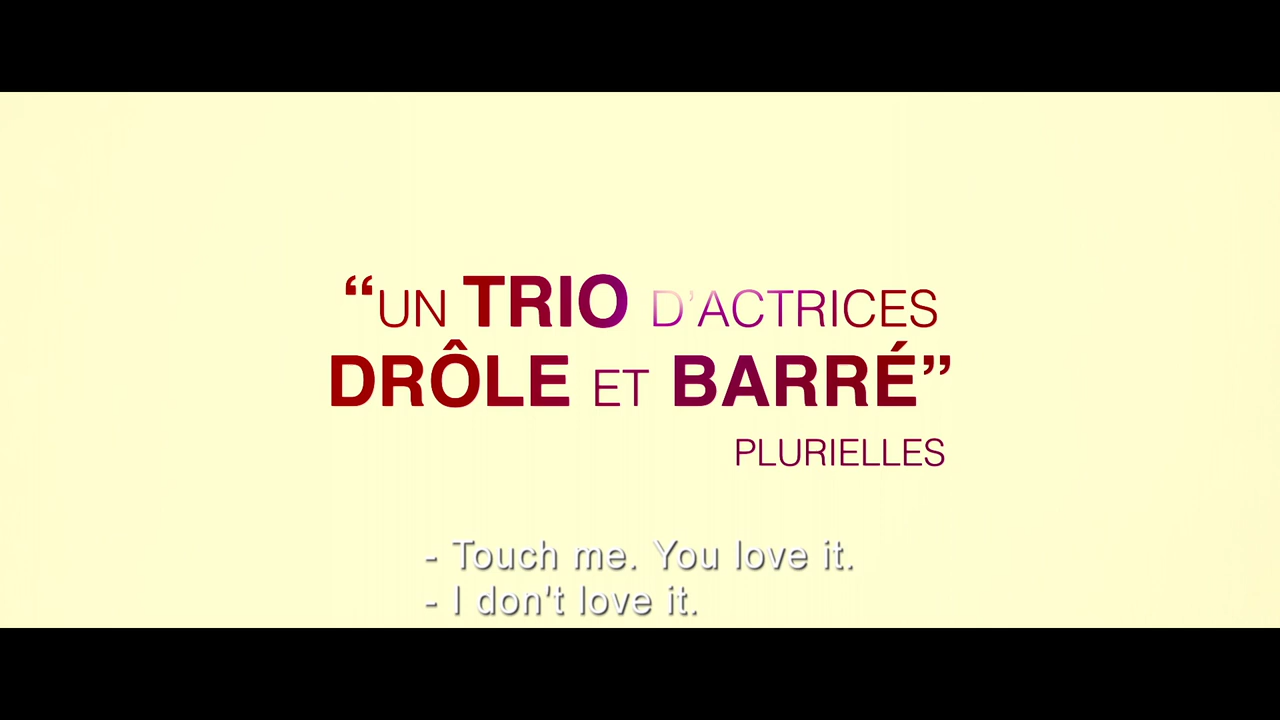 “UN TRIO D’ACTRICES
DRÔLE ET BARRÉ”
PLURIELLES
- Touch me. You love it.
- I don't love it.